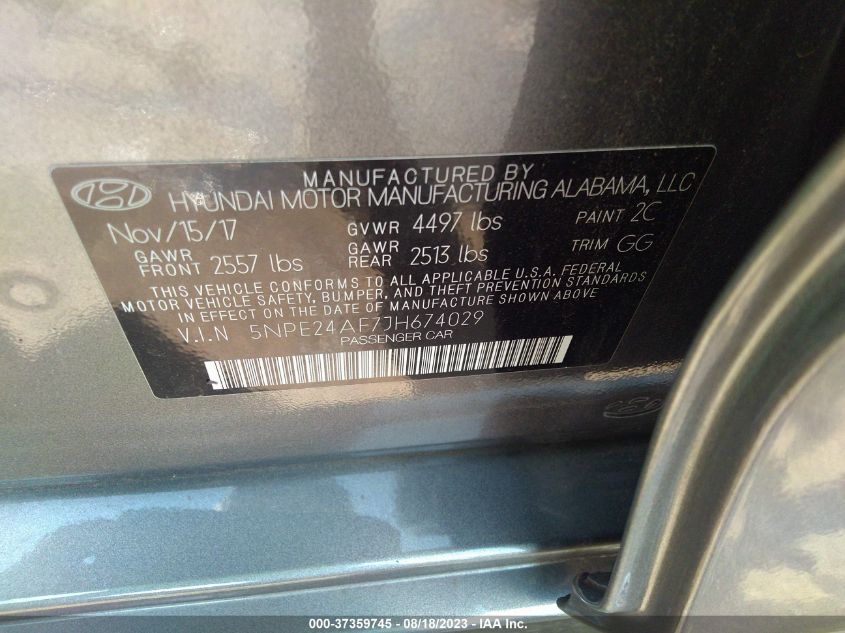 MANUFACTURED BY
HYUNDAI MOTOR MANUFACTURING ALABAMA, LLC
Nov/15/17 GVWR 4497 lbs PAINT 2C
GAWR FRONT 2557 lbs GAWR REAR 2513 lbs TRIM GG
THIS VEHICLE CONFORMS TO ALL APPLICABLE U.S.A. FEDERAL
MOTOR VEHICLE SAFETY, BUMPER, AND THEFT PREVENTION STANDARDS
IN EFFECT ON THE DATE OF MANUFACTURE SHOWN ABOVE
V.I.N 5NPE24AF7JH674029
PASSENGER CAR
000-37359745 - 08/18/2023 - IAA Inc.